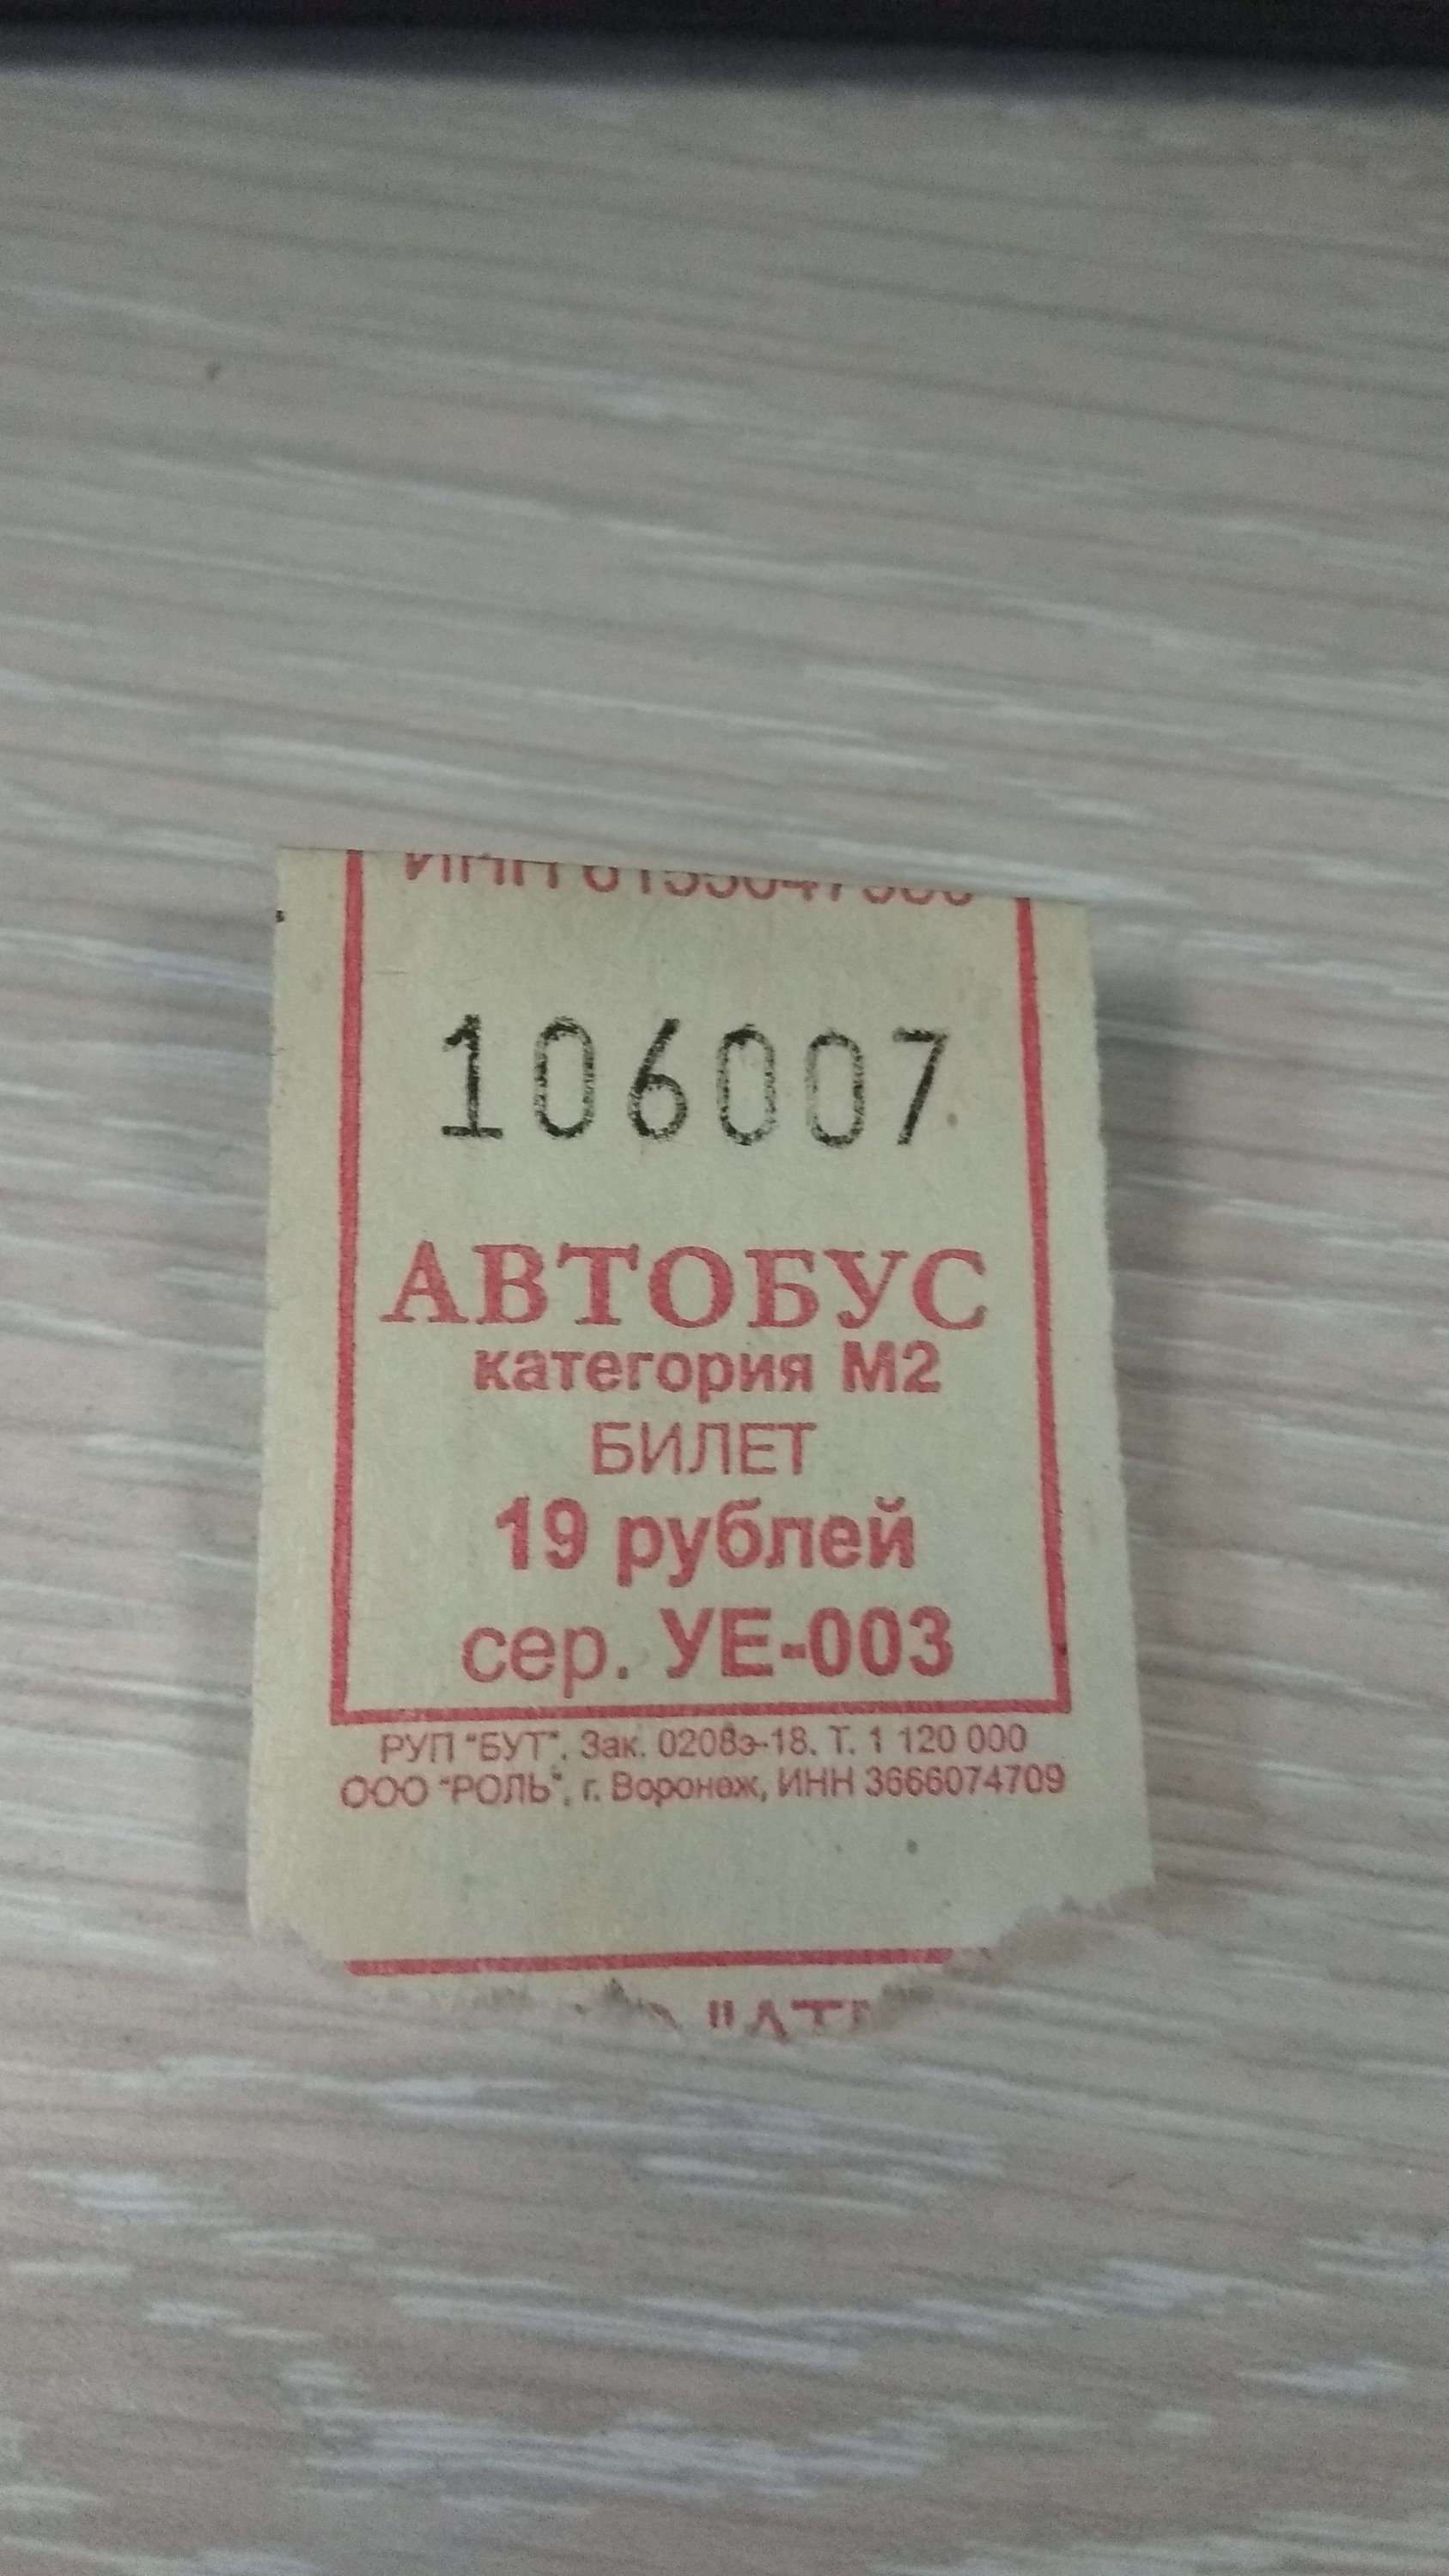 ИНН
106007
АВТОБУС
категория М2
БИЛЕТ
19 рублей
сер. УЕ-003
РУП "БУТ". Зак. 0208э-18. Т. 1 120 000
ООО "РОЛЬ", г. Воронеж, ИНН 3666074709